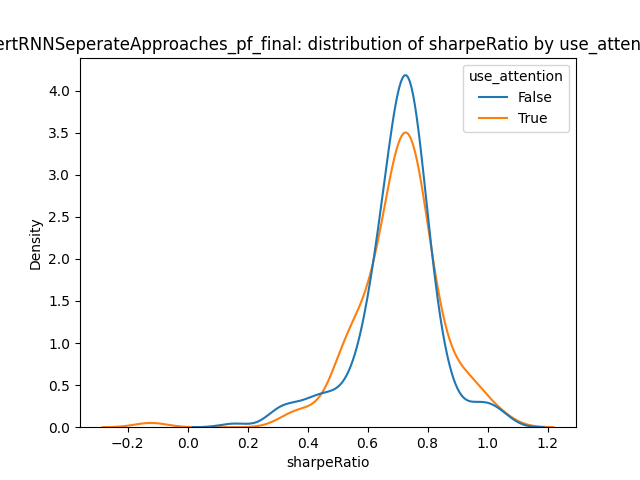 ertRNNSeperateApproaches_pf_final: distribution of sharpeRatio by use_atten
use_attention
False
True
4.0
3.5
3.0
2.5
2.0
1.5
1.0
0.5
0.0
Density
−0.2 0.0 0.2 0.4 0.6 0.8 1.0 1.2
sharpeRatio